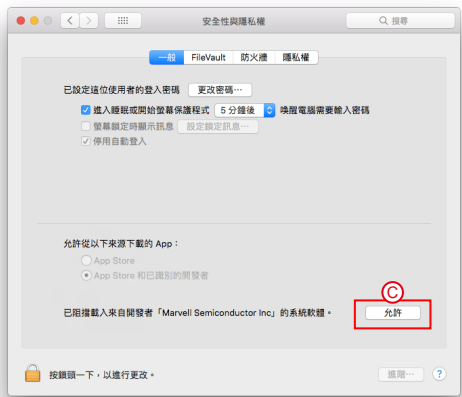 安全性與隱私權
搜尋
一般 FileVault 防火牆 隱私權
已設定這位使用者的登入密碼 更改密碼⋯
進入睡眠或開始螢幕保護程式 5 分鐘後 喚醒電腦需要輸入密碼
螢幕鎖定時顯示訊息 設定鎖定訊息⋯
停用自動登入
允許從以下來源下載的 App：
App Store
App Store 和已識別的開發者
C
已阻擋載入來自開發者「Marvell Semiconductor Inc」的系統軟體。 允許
按鎖頭一下，以進行更改。 進階⋯ ?